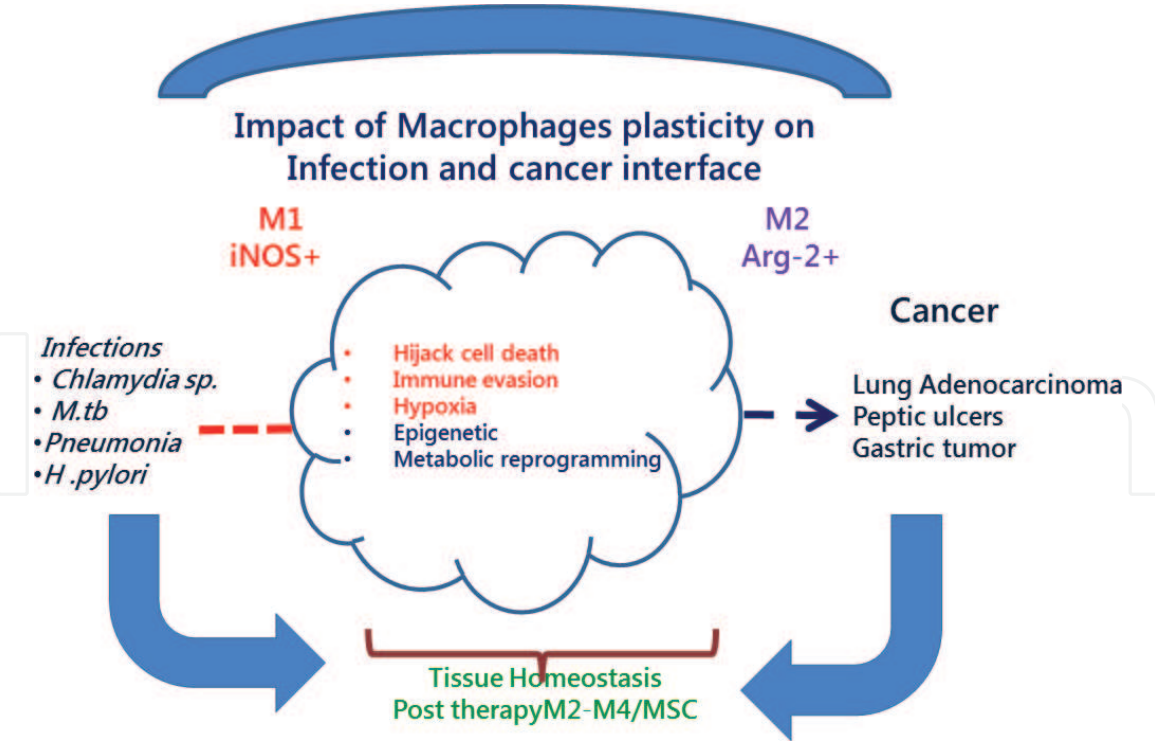 Impact of Macrophages plasticity on
Infection and cancer interface
M1
iNOS+
M2
Arg-2+
Infections
• Chlamydia sp.
• M.tb
•Pneumonia
•H .pylori
• Hijack cell death
• Immune evasion
• Hypoxia
• Epigenetic
• Metabolic reprogramming
Cancer
Lung Adenocarcinoma
Peptic ulcers
Gastric tumor
Tissue Homeostasis
Post therapyM2-M4/MSC